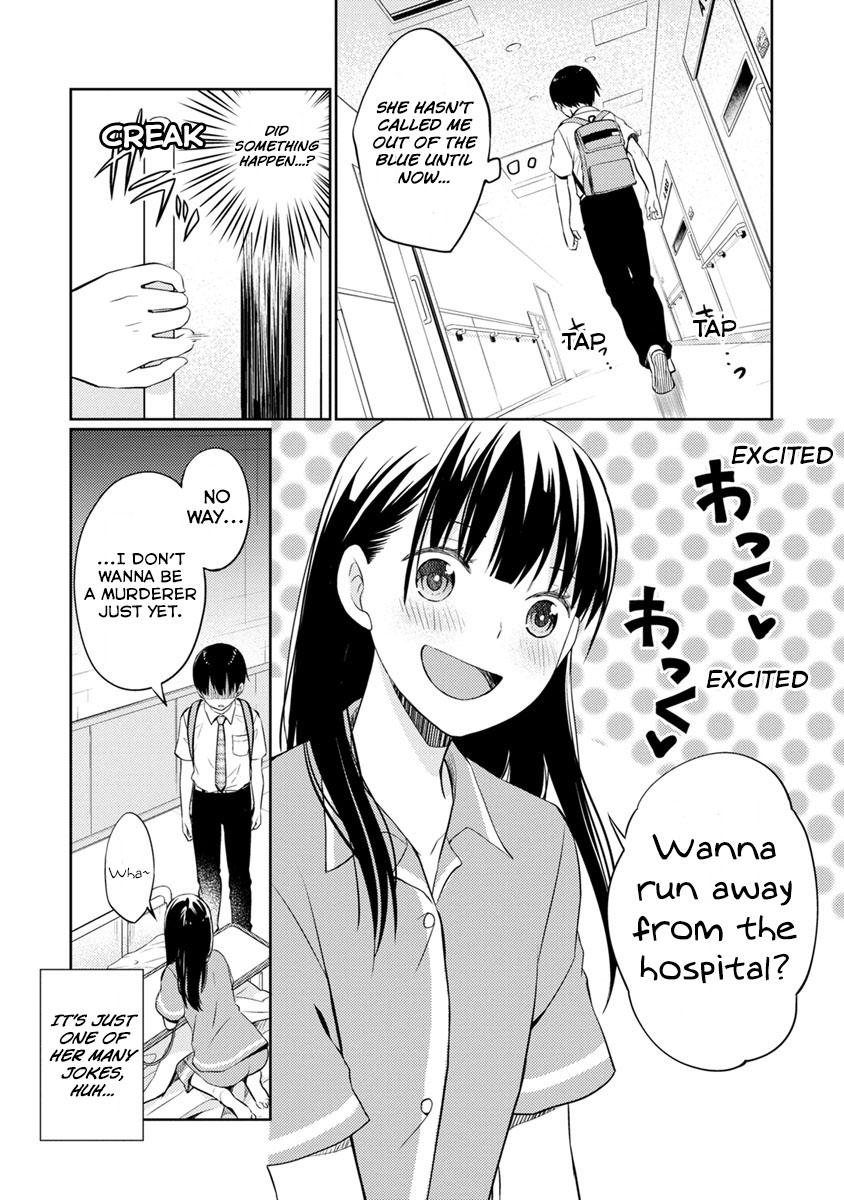 SHE HASN'T
CALLED ME
OUT OF THE
BLUE UNTIL
NOW...
TAP
TAP
DID
SOMETHING
HAPPEN...?
CREAK
EXCITED
わっくわっく
EXCITED
Wanna
run away
from the
hospital?
NO
WAY...
...I DON'T
WANNA BE
A MURDERER
JUST YET.
Wha~
IT'S JUST
ONE OF
HER MANY
JOKES,
HUH...